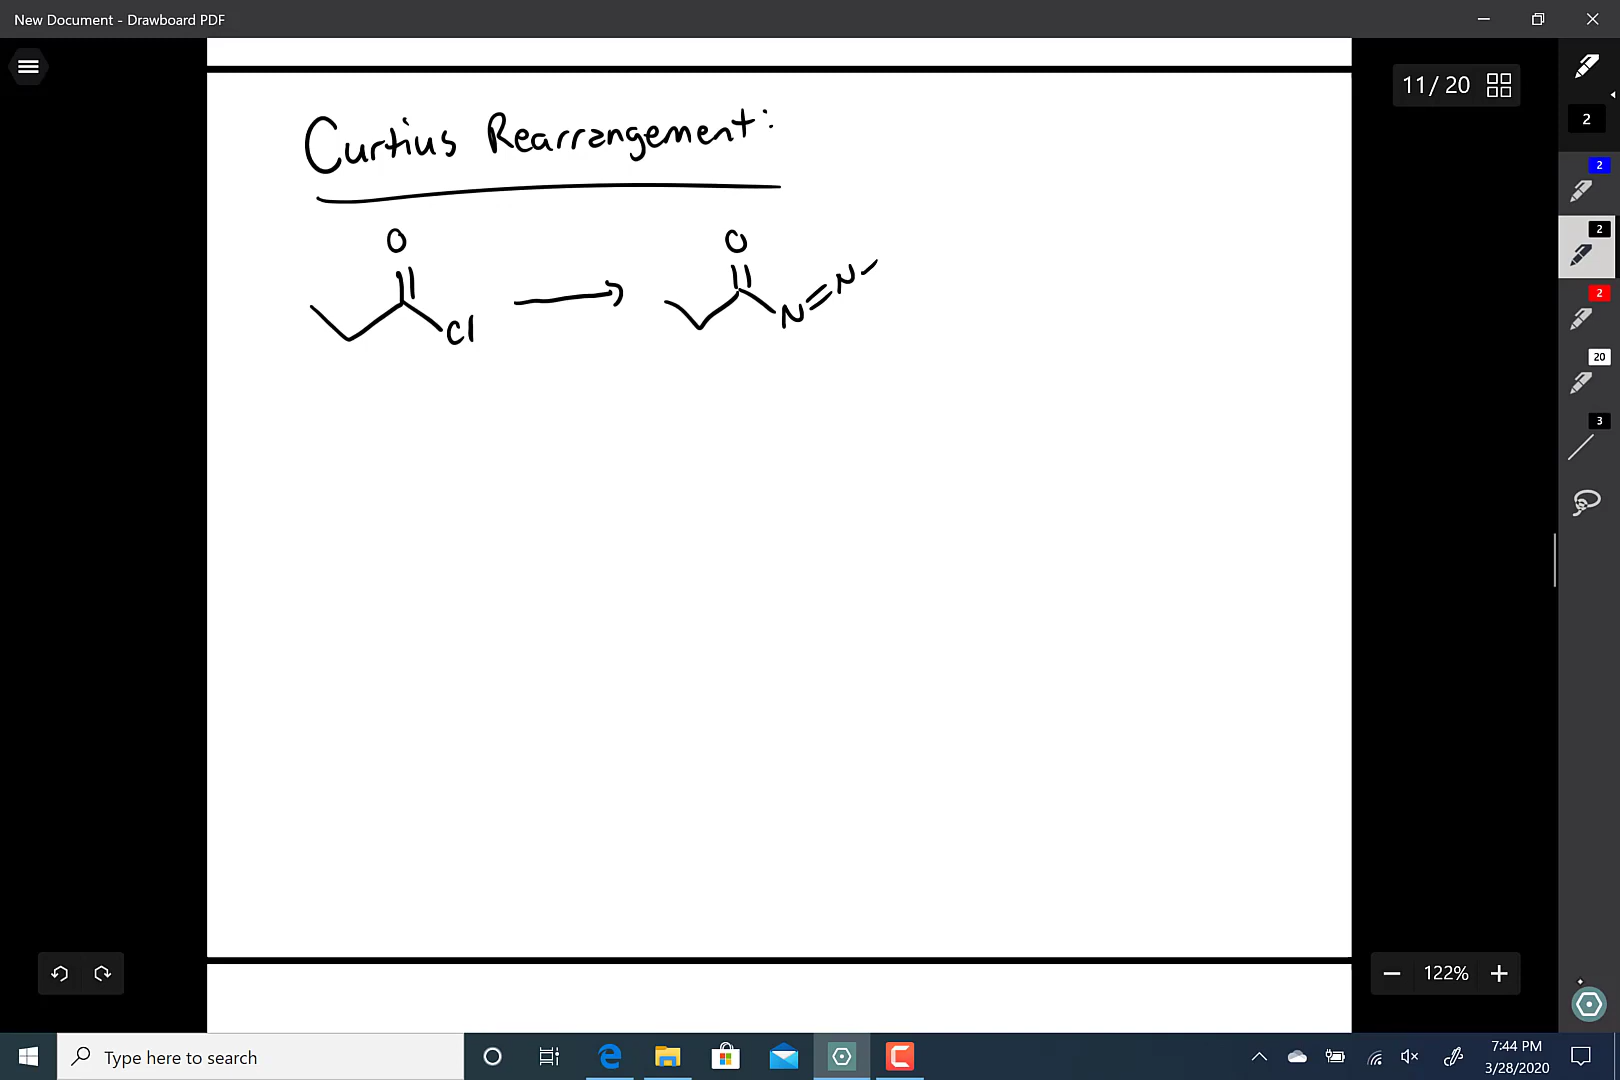 New Document - Drawboard PDF
11 / 20
2
Curtius Rearrangement:
2
O
O
2
N
N
Cl
2
20
3
122%
Type here to search
7:44 PM
3/28/2020